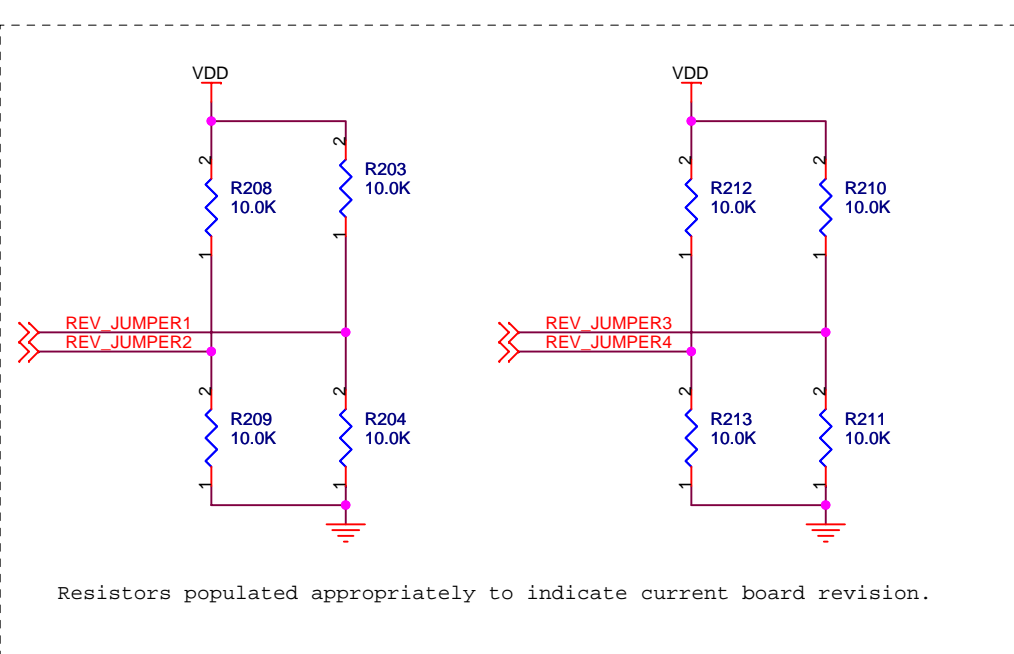 VDD
VDD
2
R208
10.0K
1
2
R203
10.0K
1
2
R212
10.0K
1
2
R210
10.0K
1
REV_JUMPER1
REV_JUMPER2
REV_JUMPER3
REV_JUMPER4
2
R209
10.0K
1
2
R204
10.0K
1
2
R213
10.0K
1
2
R211
10.0K
1
Resistors populated appropriately to indicate current board revision.